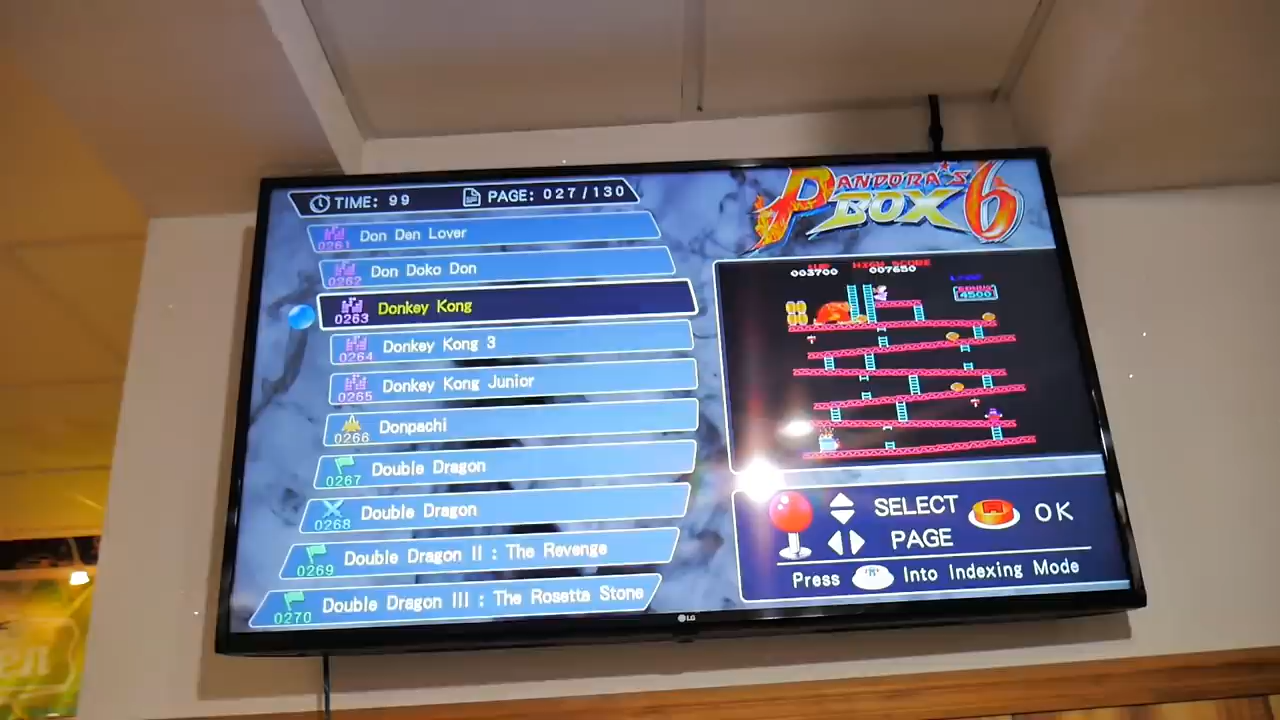 TIME: 99
PAGE: 027/130
PANDORA'S
BOX 6
0261 Don Den Lover
0262 Don Doko Don
0263 Donkey Kong
0264 Donkey Kong 3
0265 Donkey Kong Junior
0266 Donpachi
0267 Double Dragon
0268 Double Dragon
0269 Double Dragon II : The Revenge
0270 Double Dragon III : The Rosetta Stone
HIGH SCORE
003700 007650
BONUS
4500
SELECT
OK
PAGE
Press Into Indexing Mode
LG